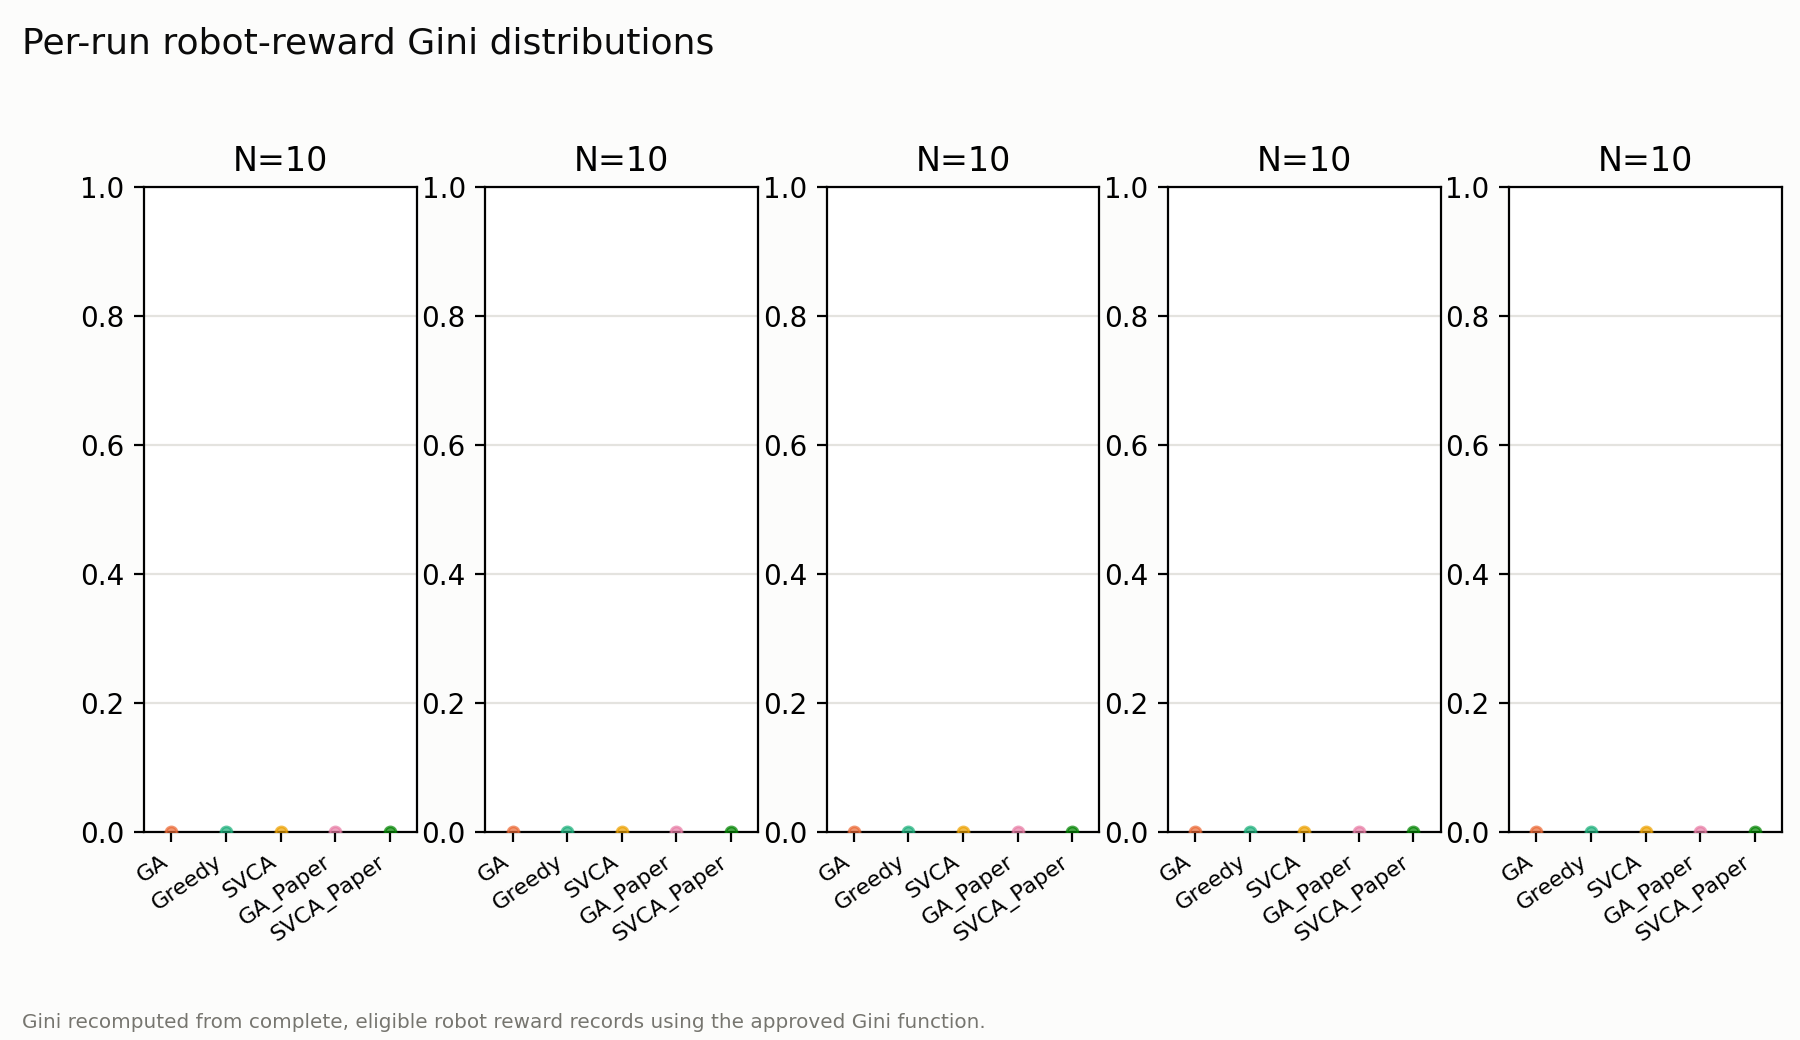 Per-run robot-reward Gini distributions
N=10 N=10 N=10 N=10 N=10
1.0 1.0 1.0 1.0 1.0
0.8 0.8 0.8 0.8 0.8
0.6 0.6 0.6 0.6 0.6
0.4 0.4 0.4 0.4 0.4
0.2 0.2 0.2 0.2 0.2
0.0 0.0 0.0 0.0 0.0
GA Greedy SVCA GA_Paper SVCA_Paper GA Greedy SVCA GA_Paper SVCA_Paper GA Greedy SVCA GA_Paper SVCA_Paper GA Greedy SVCA GA_Paper SVCA_Paper GA Greedy SVCA GA_Paper SVCA_Paper
Gini recomputed from complete, eligible robot reward records using the approved Gini function.